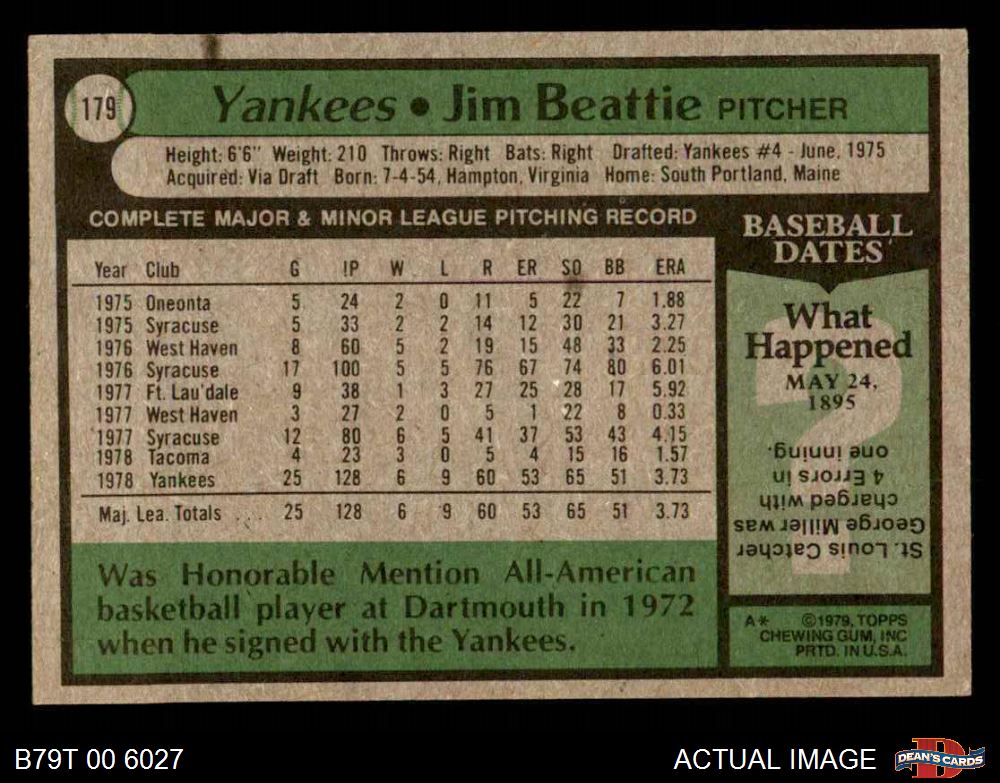 179
Yankees • Jim Beattie PITCHER
Height: 6'6" Weight: 210 Throws: Right Bats: Right Drafted: Yankees #4 - June, 1975
Acquired: Via Draft Born: 7-4-54, Hampton, Virginia Home: South Portland, Maine
COMPLETE MAJOR & MINOR LEAGUE PITCHING RECORD
Year Club G IP W L R ER SO BB ERA
1975 Oneonta 5 24 2 0 11 5 22 7 1.88
1975 Syracuse 5 33 2 2 14 12 30 21 3.27
1976 West Haven 8 60 5 2 19 15 48 33 2.25
1976 Syracuse 17 100 5 5 76 67 74 80 6.01
1977 Ft. Lau'dale 9 38 1 3 27 25 28 17 5.92
1977 West Haven 3 27 2 0 5 1 22 8 0.33
1977 Syracuse 12 80 6 5 41 37 53 43 4.15
1978 Tacoma 4 23 3 0 5 4 15 16 1.57
1978 Yankees 25 128 6 9 60 53 65 51 3.73
Maj. Lea. Totals ... 25 128 6 9 60 53 65 51 3.73
Was Honorable Mention All-American
basketball player at Dartmouth in 1972
when he signed with the Yankees.
BASEBALL
DATES
What
Happened
MAY 24,
1895
?
St. Louis Catcher
George Miller was
charged with
4 Errors in
one inning.
A* ©1979, TOPPS
CHEWING GUM, INC
PRTD. IN U.S.A.
B79T 00 6027
ACTUAL IMAGE
D
DEAN'S CARDS